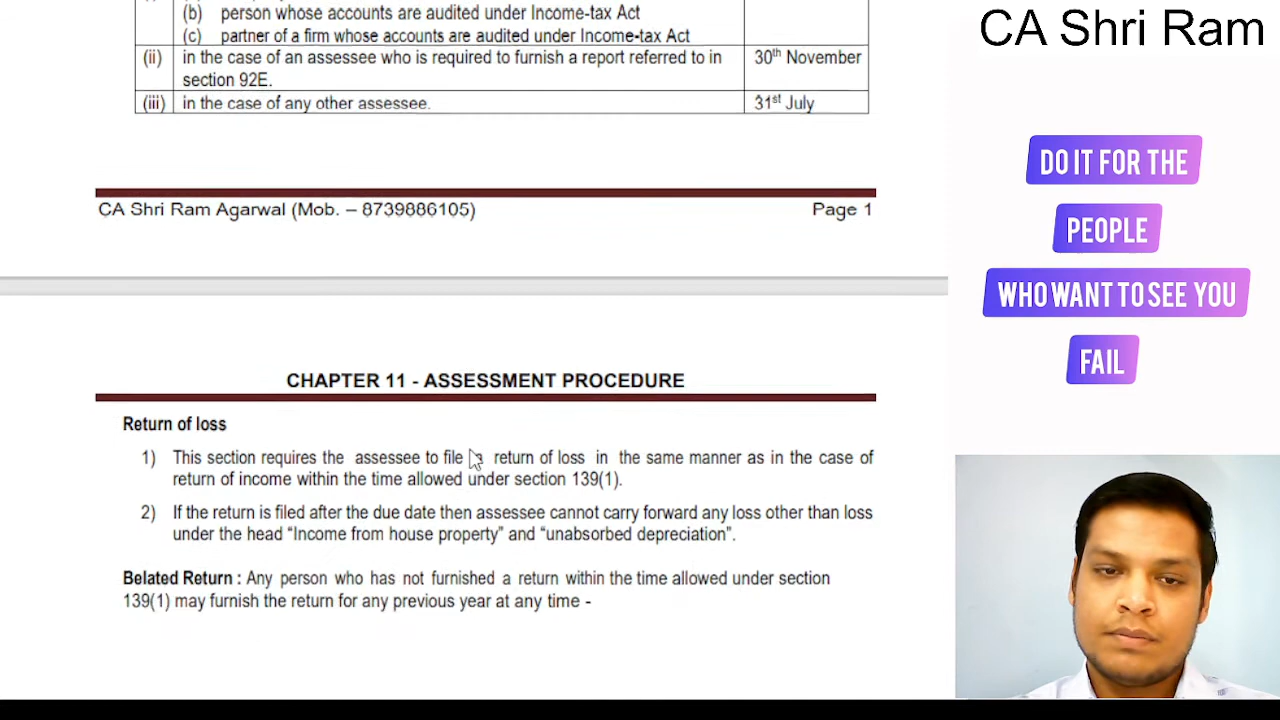 (b) person whose accounts are audited under Income-tax Act
(c) partner of a firm whose accounts are audited under Income-tax Act
(ii) in the case of an assessee who is required to furnish a report referred to in section 92E. 30th November
(iii) in the case of any other assessee. 31st July
CA Shri Ram Agarwal (Mob. – 8739886105) Page 1
CHAPTER 11 - ASSESSMENT PROCEDURE
Return of loss
1) This section requires the assessee to file a return of loss in the same manner as in the case of
return of income within the time allowed under section 139(1).
2) If the return is filed after the due date then assessee cannot carry forward any loss other than loss
under the head “Income from house property” and “unabsorbed depreciation”.
Belated Return : Any person who has not furnished a return within the time allowed under section
139(1) may furnish the return for any previous year at any time -
CA Shri Ram
DO IT FOR THE
PEOPLE
WHO WANT TO SEE YOU
FAIL